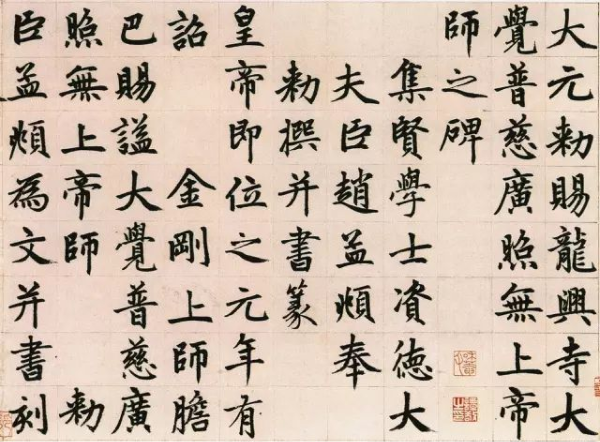 大元勅賜龍興寺大
覺普慈廣照無上帝
師之碑
集賢學士資德大
夫臣趙孟頫奉
勅撰并書篆
皇帝即位之元年有
詔　金剛上師膽
巴賜謚大覺普慈廣
照無上帝師　勅
臣孟頫為文并書刻